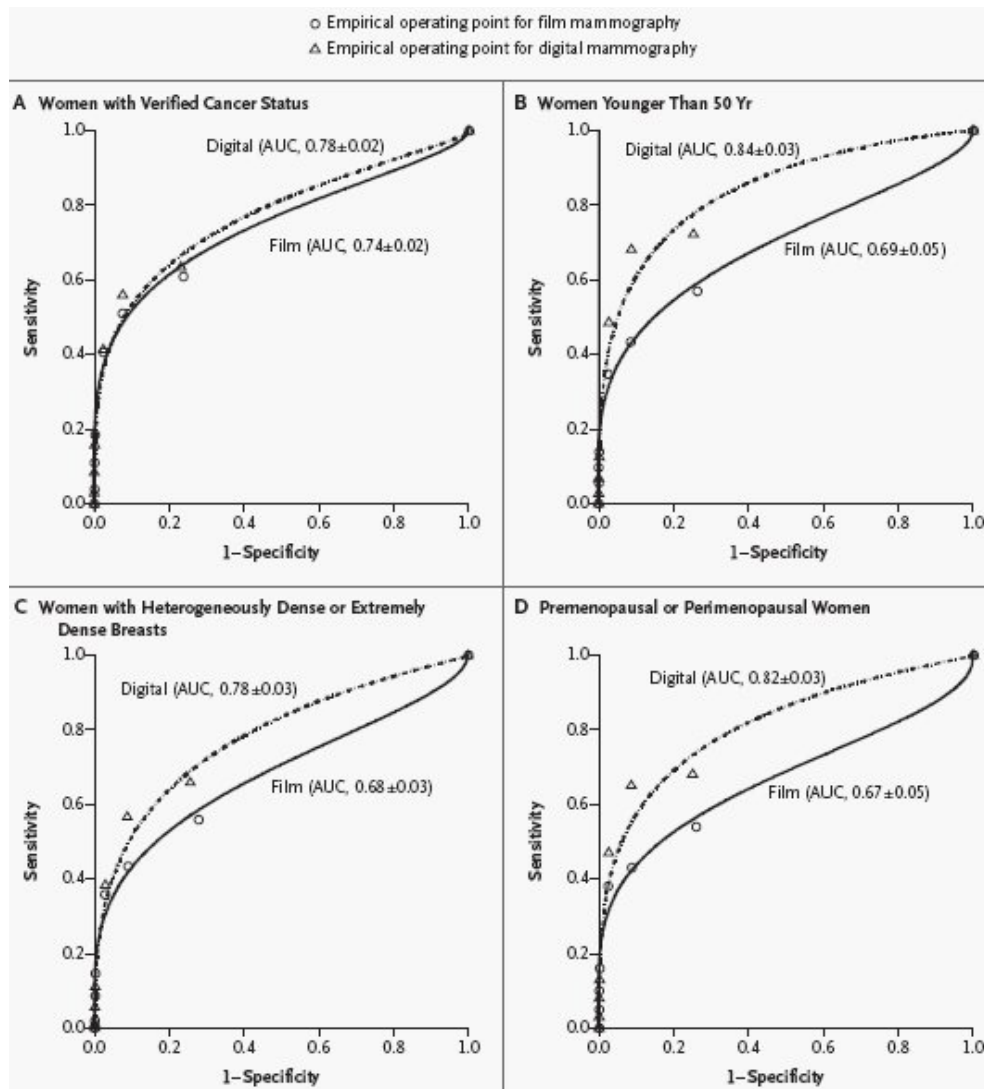 ○ Empirical operating point for film mammography
△ Empirical operating point for digital mammography
A Women with Verified Cancer Status
1.0
0.8
0.6
0.4
0.2
0.0
Sensitivity
Digital (AUC, 0.78±0.02)
Film (AUC, 0.74±0.02)
0.0 0.2 0.4 0.6 0.8 1.0
1–Specificity
B Women Younger Than 50 Yr
1.0
0.8
0.6
0.4
0.2
0.0
Sensitivity
Digital (AUC, 0.84±0.03)
Film (AUC, 0.69±0.05)
0.0 0.2 0.4 0.6 0.8 1.0
1–Specificity
C Women with Heterogeneously Dense or Extremely
Dense Breasts
1.0
0.8
0.6
0.4
0.2
0.0
Sensitivity
Digital (AUC, 0.78±0.03)
Film (AUC, 0.68±0.03)
0.0 0.2 0.4 0.6 0.8 1.0
1–Specificity
D Premenopausal or Perimenopausal Women
1.0
0.8
0.6
0.4
0.2
0.0
Sensitivity
Digital (AUC, 0.82±0.03)
Film (AUC, 0.67±0.05)
0.0 0.2 0.4 0.6 0.8 1.0
1–Specificity